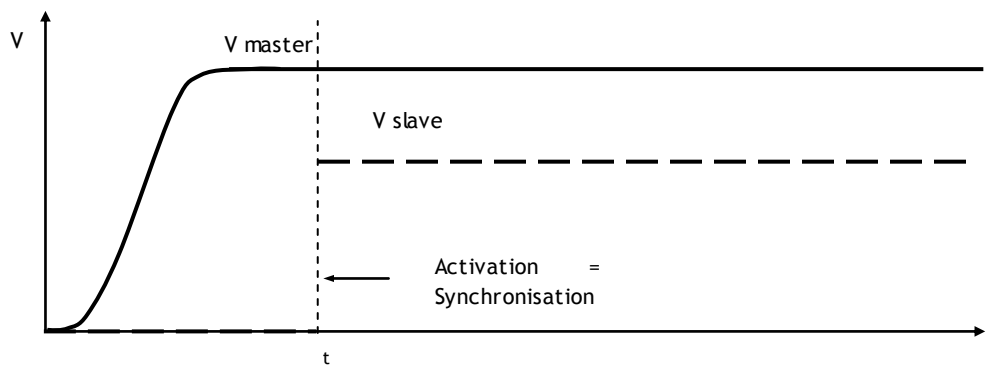 V
V master
V slave
Activation =
Synchronisation
t